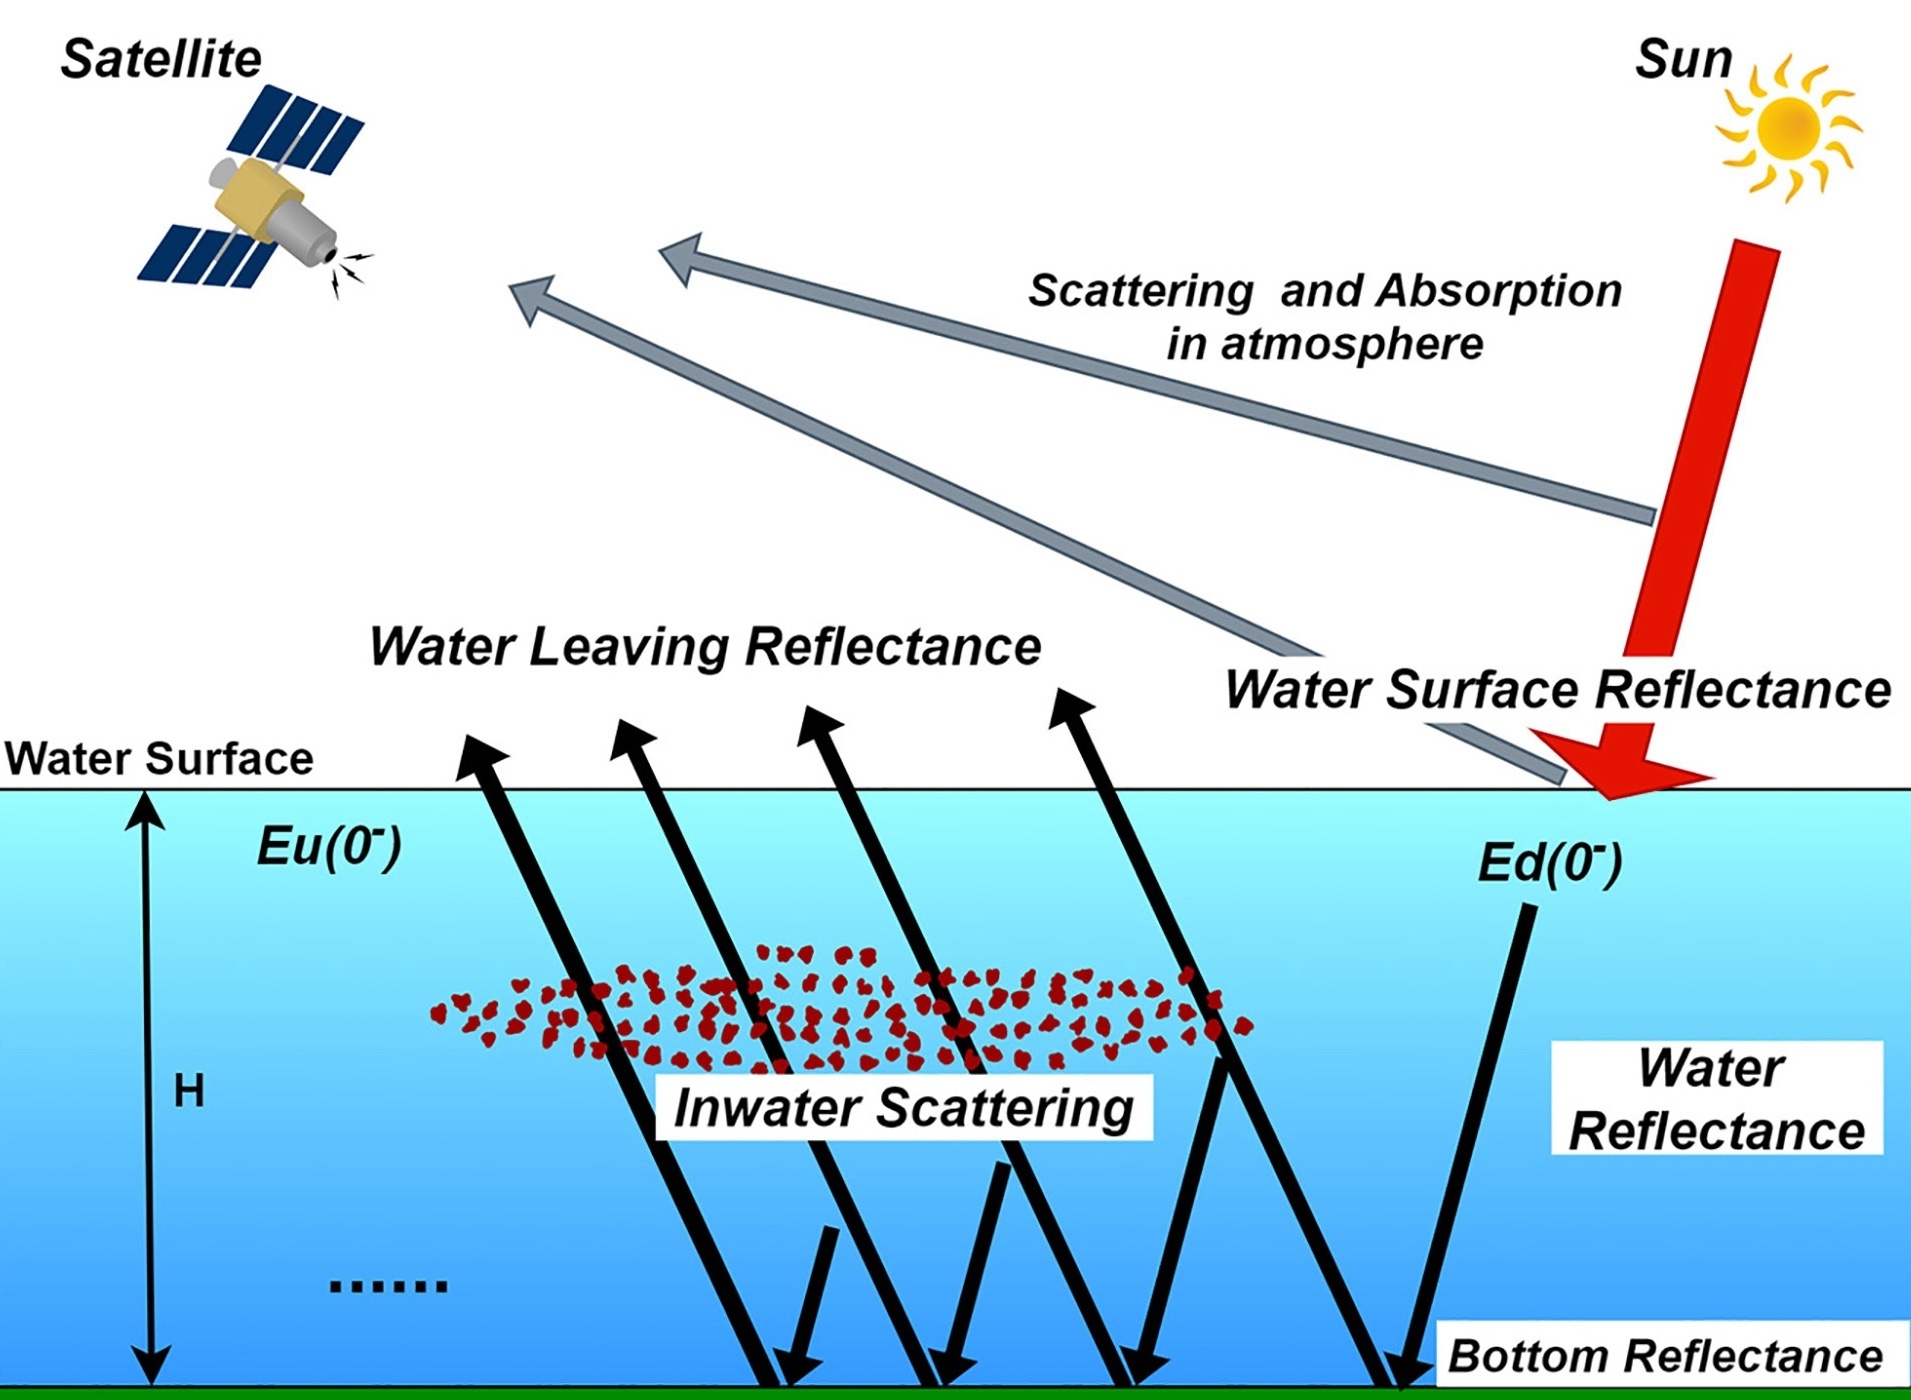 Satellite
Sun
Scattering and Absorption
in atmosphere
Water Leaving Reflectance
Water Surface Reflectance
Water Surface
Eu(0⁻)
Ed(0⁻)
H
Inwater Scattering
Water
Reflectance
......
Bottom Reflectance